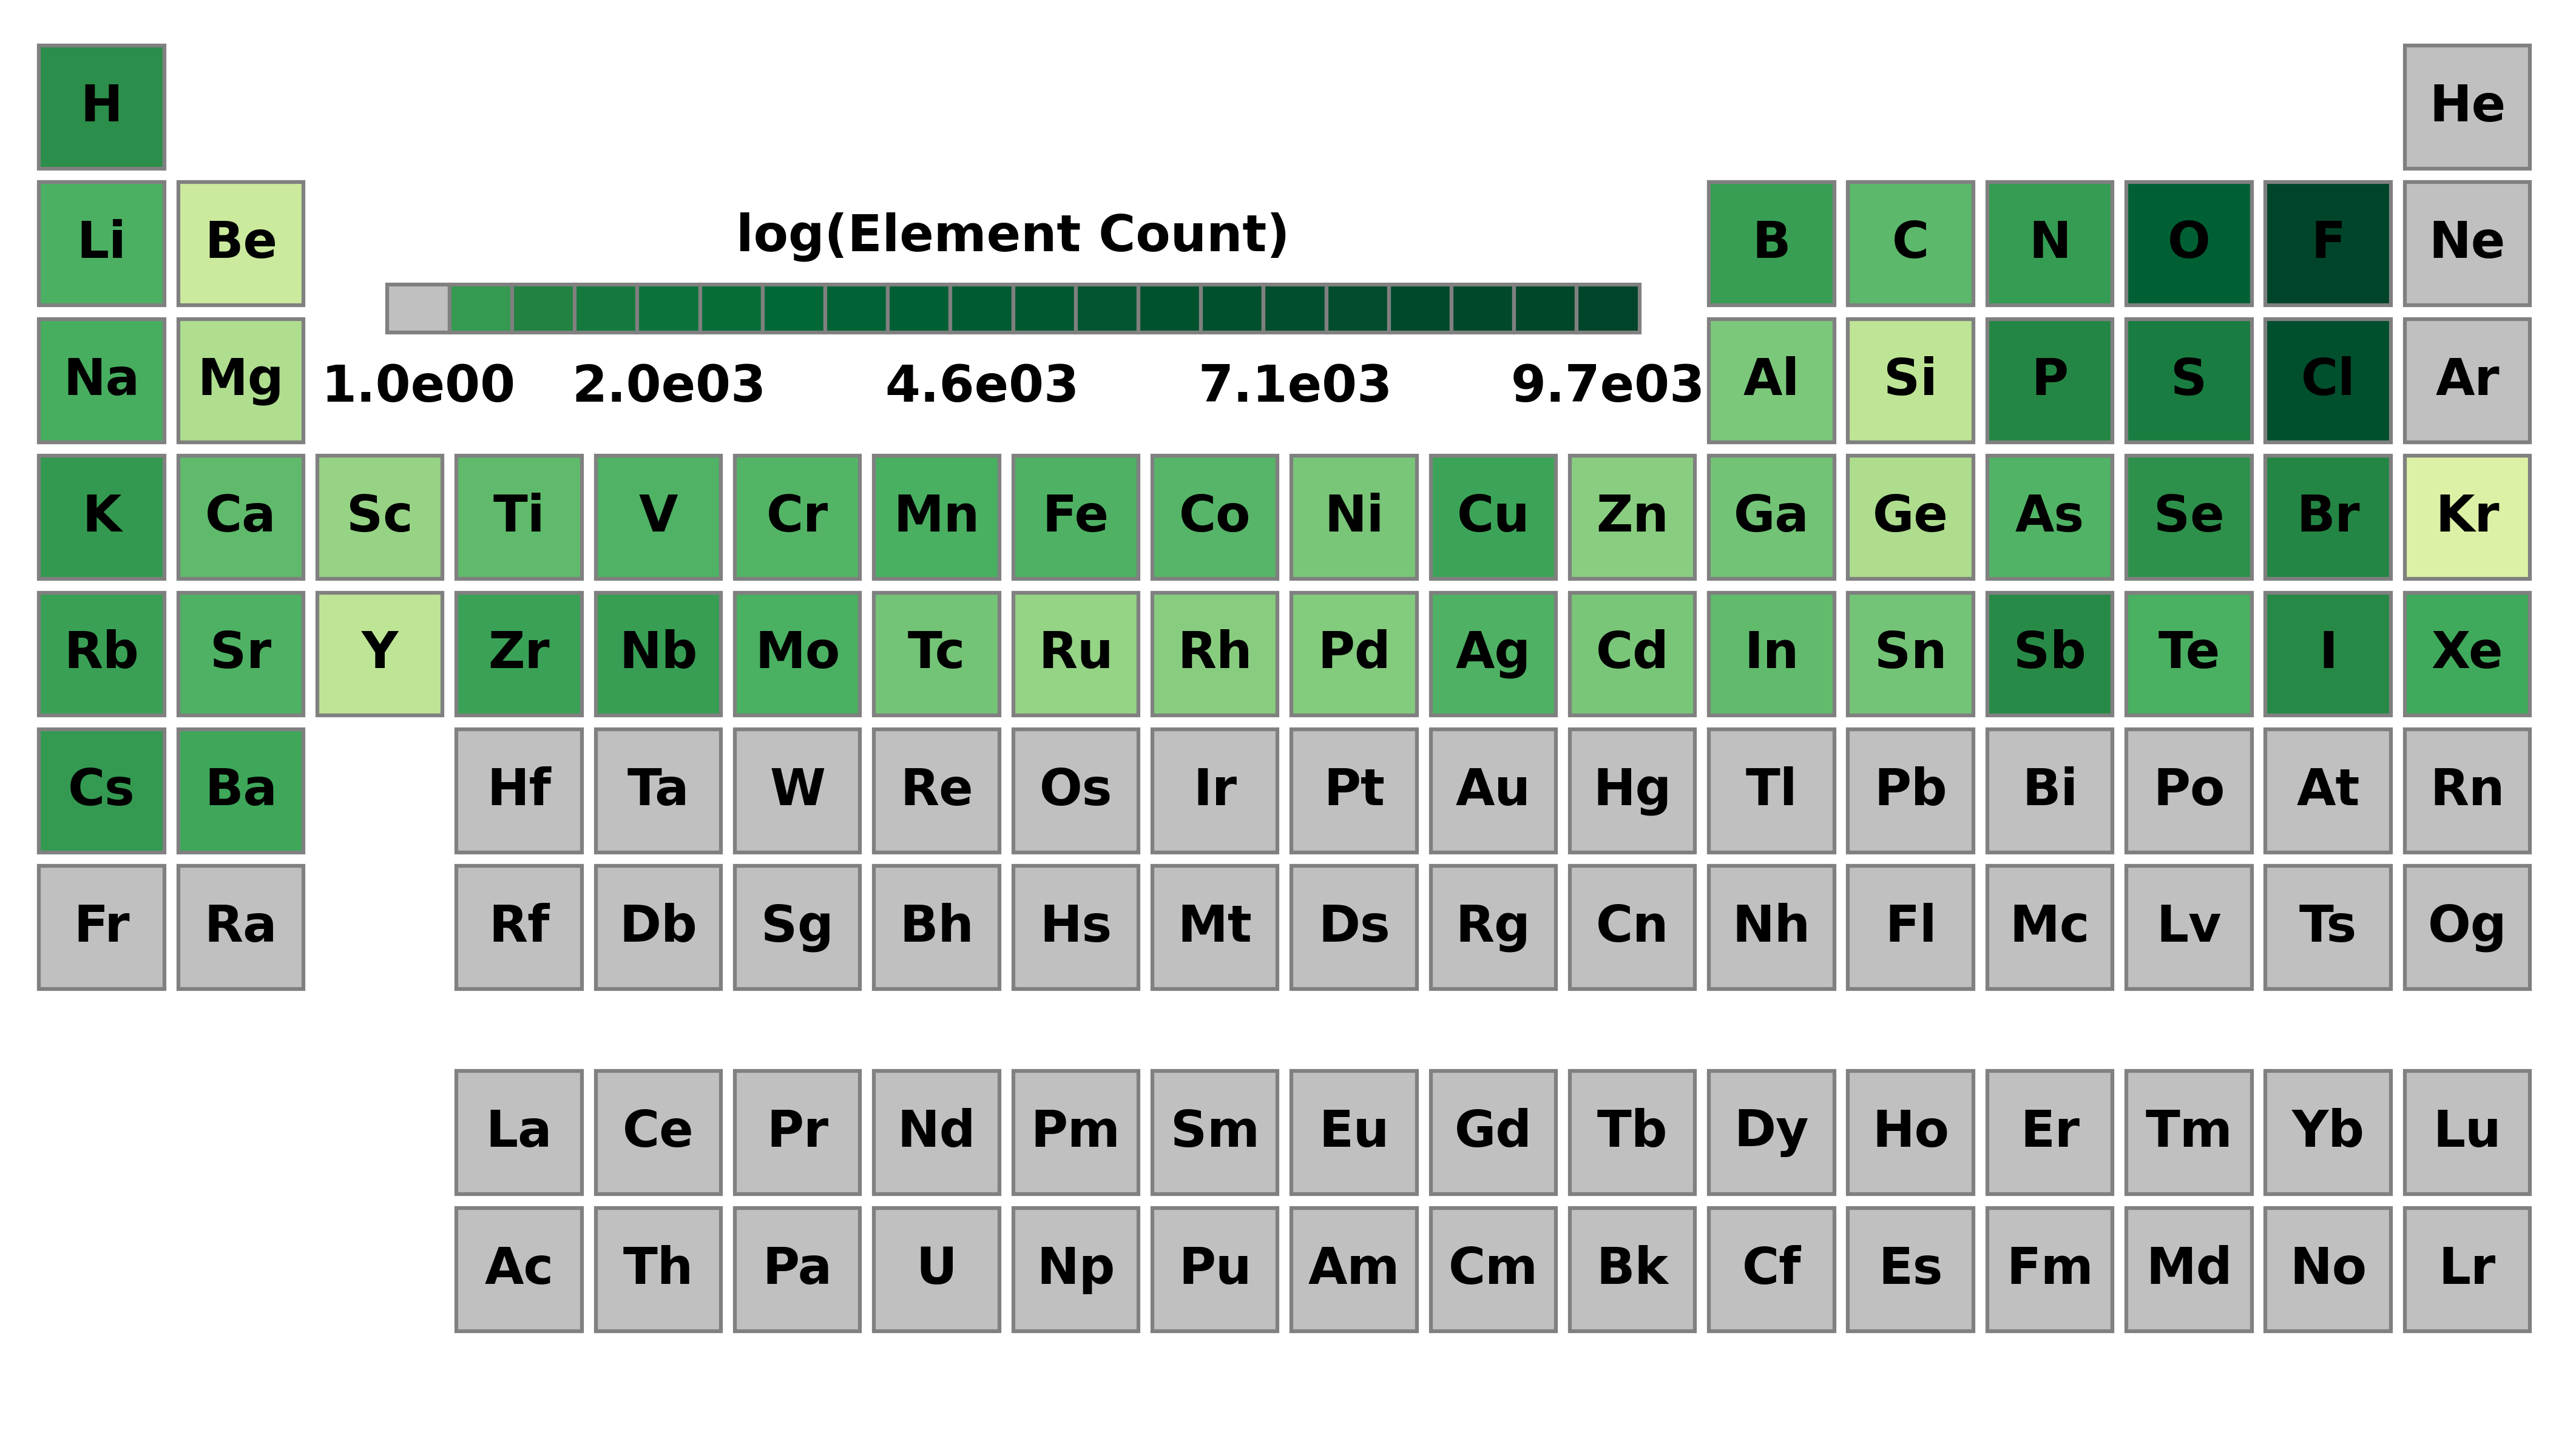 H He
Li Be B C N O F Ne
log(Element Count)
Na Mg Al Si P S Cl Ar
1.0e00 2.0e03 4.6e03 7.1e03 9.7e03
K Ca Sc Ti V Cr Mn Fe Co Ni Cu Zn Ga Ge As Se Br Kr
Rb Sr Y Zr Nb Mo Tc Ru Rh Pd Ag Cd In Sn Sb Te I Xe
Cs Ba Hf Ta W Re Os Ir Pt Au Hg Tl Pb Bi Po At Rn
Fr Ra Rf Db Sg Bh Hs Mt Ds Rg Cn Nh Fl Mc Lv Ts Og
La Ce Pr Nd Pm Sm Eu Gd Tb Dy Ho Er Tm Yb Lu
Ac Th Pa U Np Pu Am Cm Bk Cf Es Fm Md No Lr